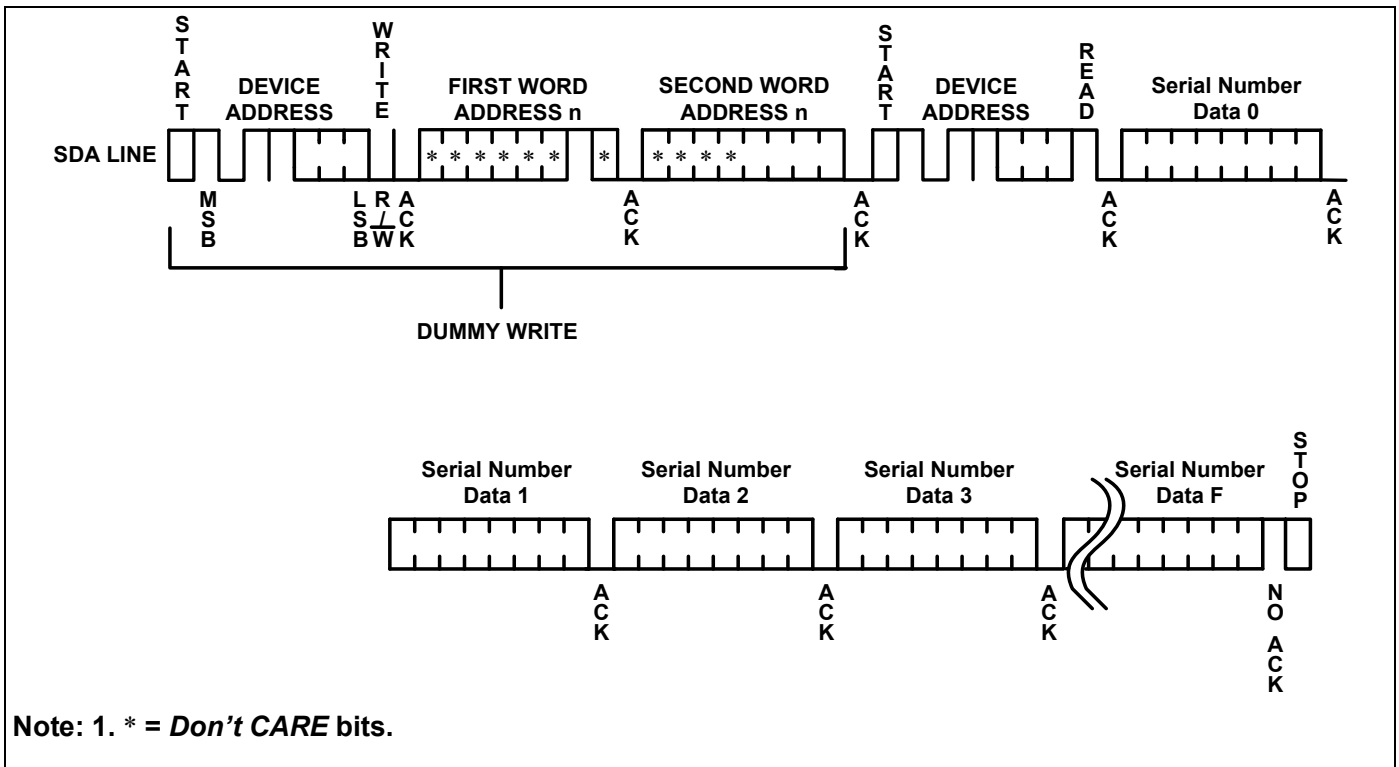 START
WRITE
START
READ
DEVICE
ADDRESS
FIRST WORD
ADDRESS n
SECOND WORD
ADDRESS n
DEVICE
ADDRESS
Serial Number
Data 0
SDA LINE
* * * * * * *
* * * *
MSB
LSB
R/W
ACK
ACK
ACK
ACK
ACK
DUMMY WRITE
Serial Number
Data 1
Serial Number
Data 2
Serial Number
Data 3
Serial Number
Data F
STOP
ACK
ACK
ACK
NO ACK
Note: 1. * = Don't CARE bits.